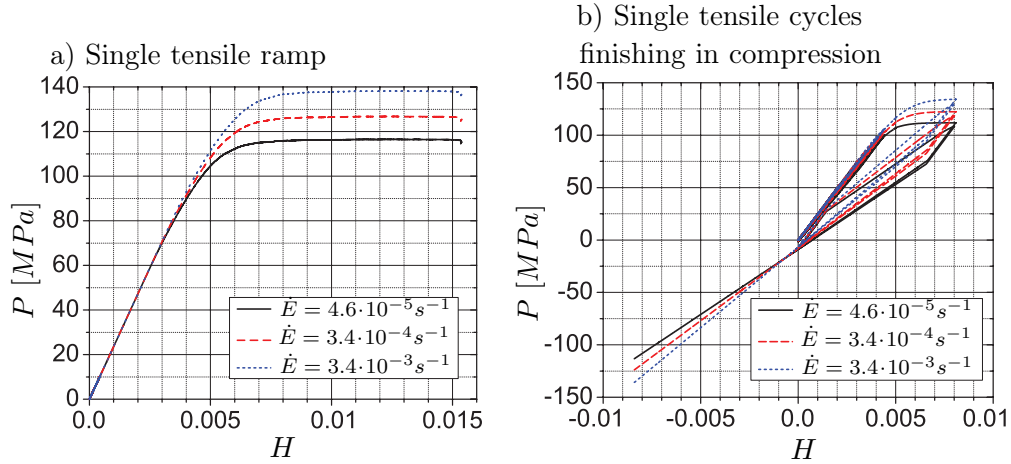 a) Single tensile ramp
140
120
100
80
60
40
20
0
P [MPa]
0.0
0.005
0.01
0.015
H
Ė = 4.6·10⁻⁵s⁻¹
Ė = 3.4·10⁻⁴s⁻¹
Ė = 3.4·10⁻³s⁻¹
b) Single tensile cycles
finishing in compression
150
100
50
0
-50
-100
-150
P [MPa]
-0.01
-0.005
0.0
0.005
0.01
H
Ė = 4.6·10⁻⁵s⁻¹
Ė = 3.4·10⁻⁴s⁻¹
Ė = 3.4·10⁻³s⁻¹